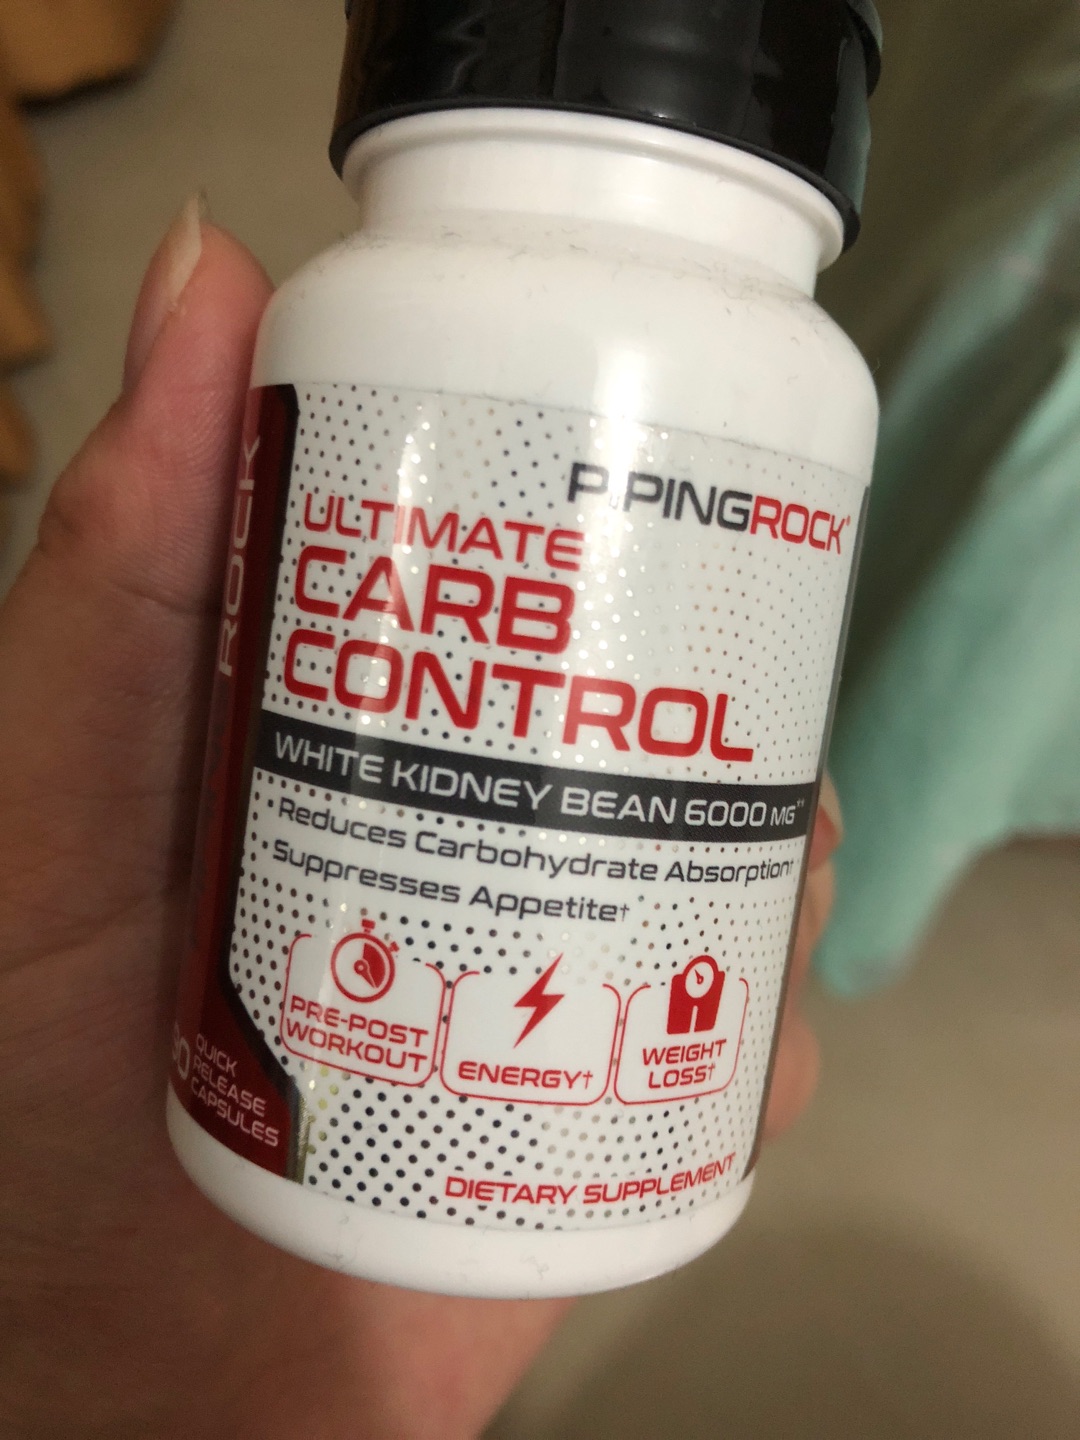 PIPINGROCK®
ULTIMATE
CARB
CONTROL
WHITE KIDNEY BEAN 6000 MG**
Reduces Carbohydrate Absorption†
Suppresses Appetite†
PRE-POST
WORKOUT
ENERGY†
WEIGHT
LOSS†
DIETARY SUPPLEMENT
ROCK
QUICK
RELEASE
CAPSULES